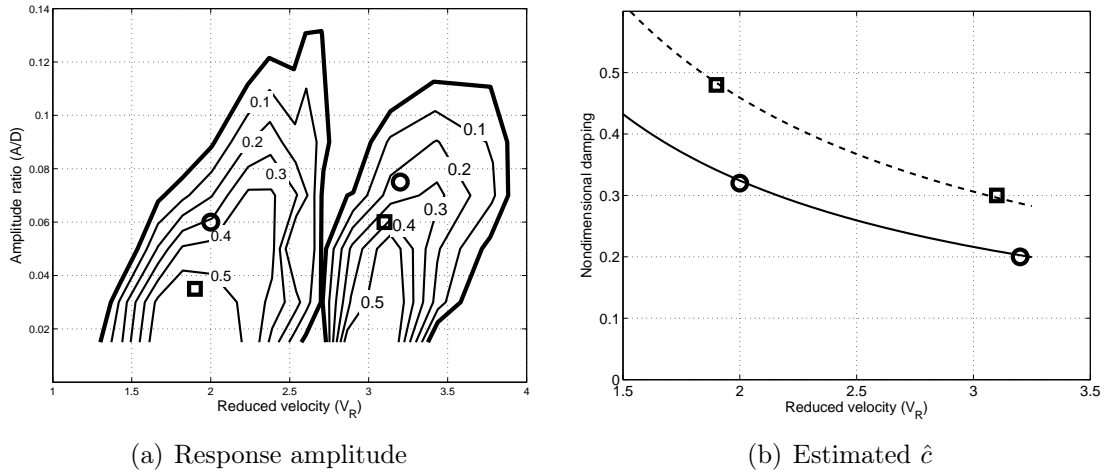 0.14
0.12
0.1
0.08
0.06
0.04
0.02
Amplitude ratio (A/D)
0.1
0.2
0.3
0.4
0.5
0.1
0.2
0.3
0.4
0.5
1 1.5 2 2.5 3 3.5 4
Reduced velocity (V_R)
(a) Response amplitude
0.5
0.4
0.3
0.2
0.1
0
Nondimensional damping
1.5 2 2.5 3 3.5
Reduced velocity (V_R)
(b) Estimated ĉ